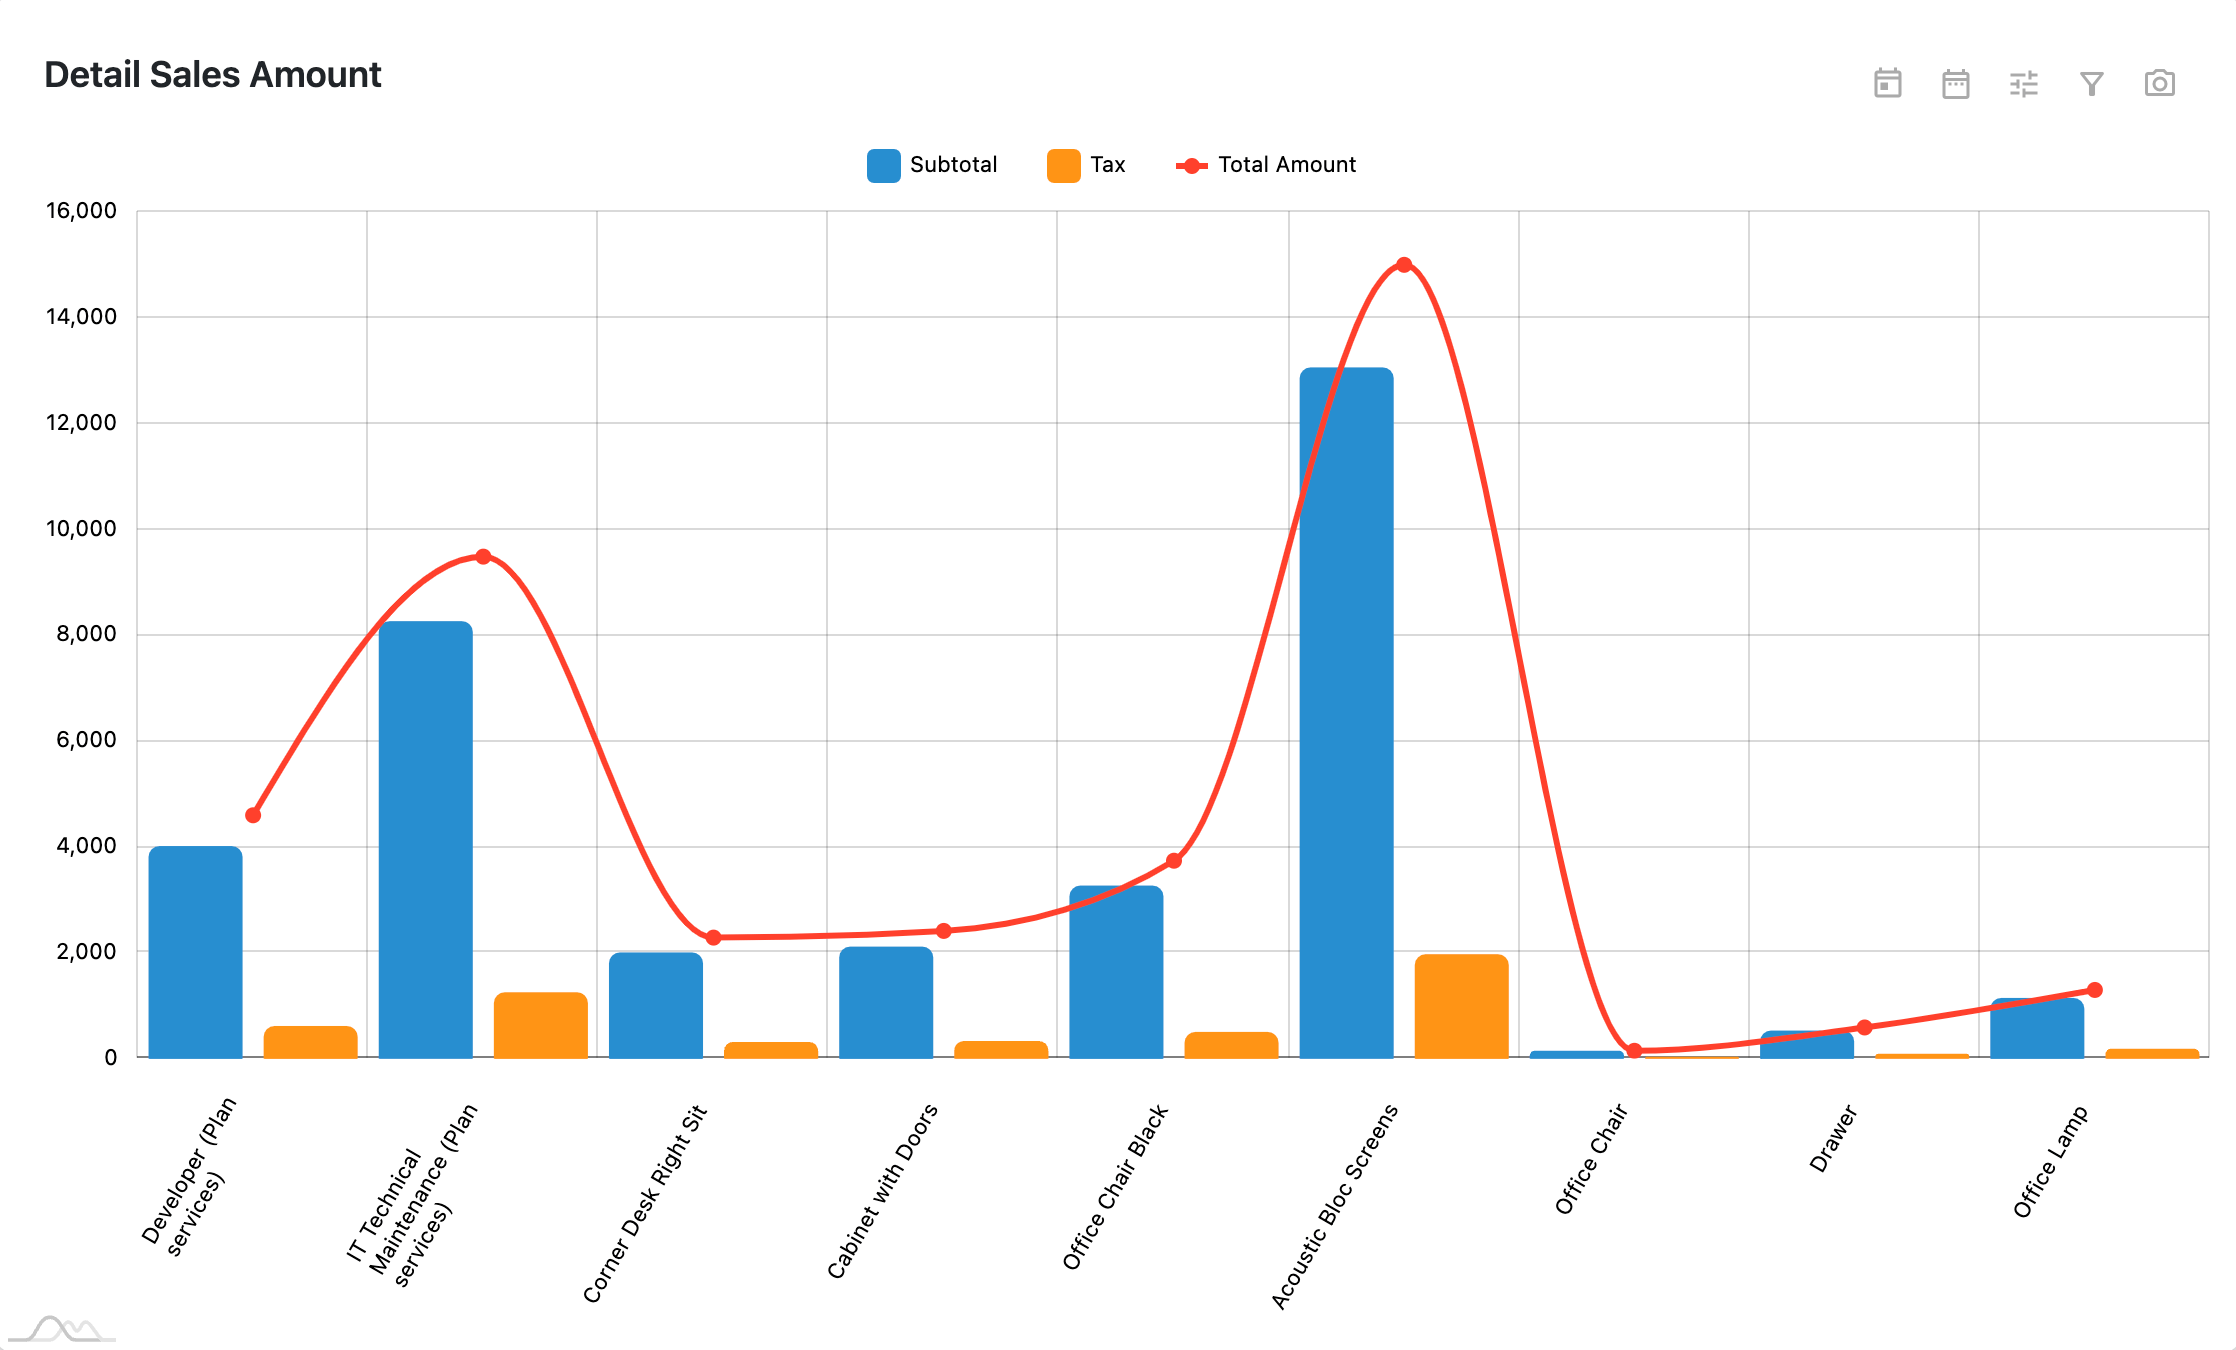 Detail Sales Amount
Subtotal
Tax
Total Amount
16,000
14,000
12,000
10,000
8,000
6,000
4,000
2,000
0
Developer (Plan
services)
IT Technical
Maintenance (Plan
services)
Corner Desk Right Sit
Cabinet with Doors
Office Chair Black
Acoustic Bloc Screens
Office Chair
Drawer
Office Lamp